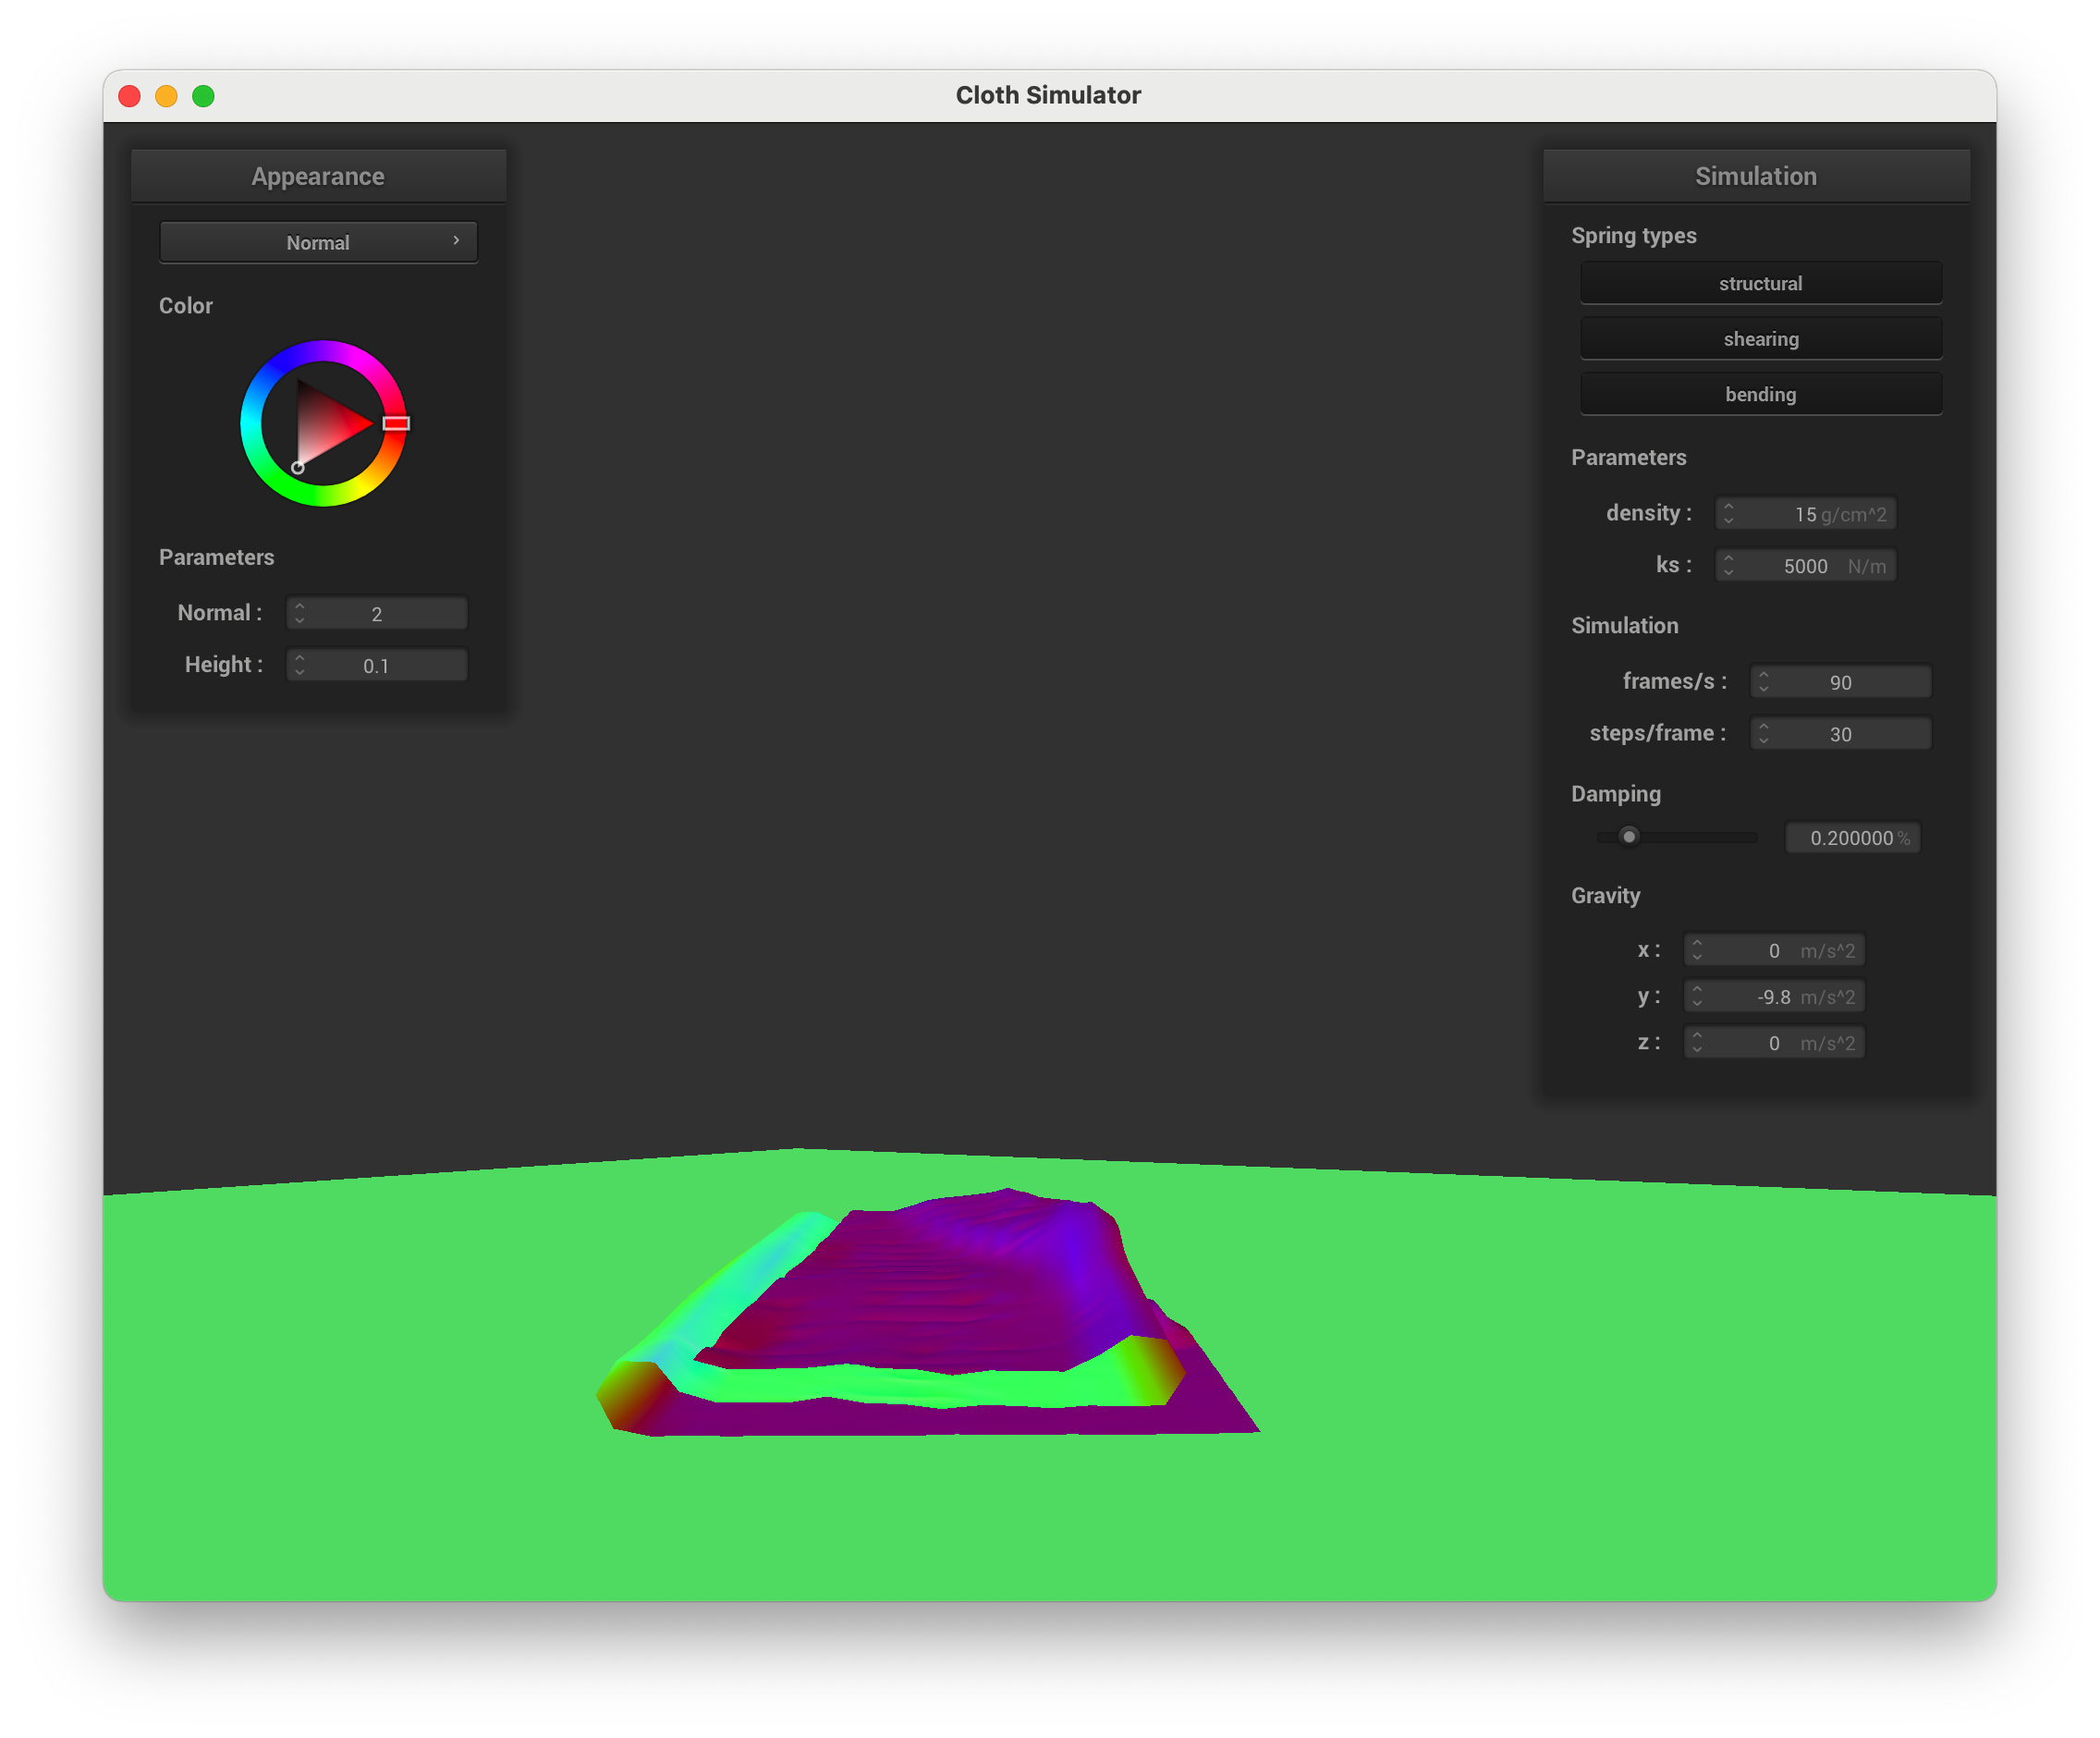 Cloth Simulator
Appearance
Normal
Color
Parameters
Normal : 2
Height : 0.1
Simulation
Spring types
structural
shearing
bending
Parameters
density : 15 g/cm^2
ks : 5000 N/m
Simulation
frames/s : 90
steps/frame : 30
Damping
0.200000 %
Gravity
x : 0 m/s^2
y : -9.8 m/s^2
z : 0 m/s^2